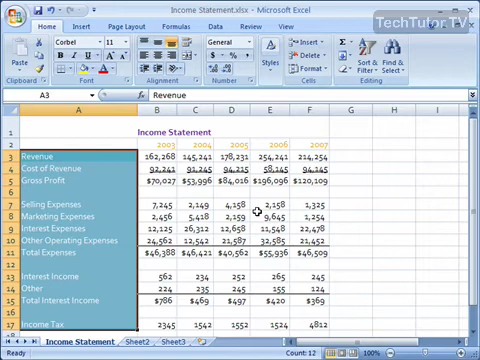 Income Statement.xlsx - Microsoft Excel
TechTutor.TV
Home Insert Page Layout Formulas Data Review View
Corbel 11
Paste
Clipboard Font Alignment Number
Styles
Insert
Delete
Format
Cells
Sort & Filter
Find & Select
Editing
A3 fx Revenue
A B C D E F G H I
1 Income Statement
2 2003 2004 2005 2006 2007
3 Revenue 162,268 145,241 178,231 254,241 214,254
4 Cost of Revenue 92,241 91,245 94,215 58,145 94,145
5 Gross Profit $70,027 $53,996 $84,016 $196,096 $120,109
6
7 Selling Expenses 7,245 2,149 4,158 2,158 1,325
8 Marketing Expenses 2,456 5,418 2,159 9,645 1,254
9 Interest Expenses 12,125 26,312 12,658 11,548 22,478
10 Other Operating Expenses 24,562 12,542 21,587 32,585 21,452
11 Total Expenses $46,388 $46,421 $40,562 $55,936 $46,509
12
13 Interest Income 562 234 252 265 245
14 Other 224 235 245 155 124
15 Total Interest Income $786 $469 $497 $420 $369
16
17 Income Tax 2345 1542 1552 1524 4812
Income Statement Sheet2 Sheet3
Ready Count: 12 100%